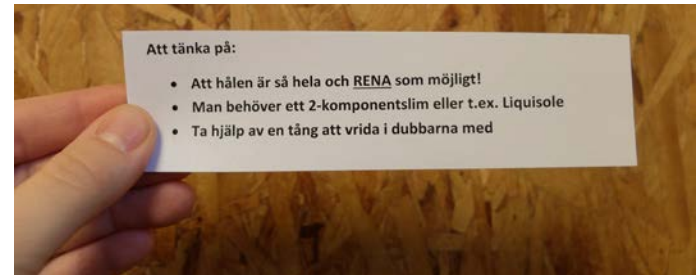 Att tänka på:
• Att hålen är så hela och RENA som möjligt!
• Man behöver ett 2-komponentslim eller t.ex. Liquisole
• Ta hjälp av en tång att vrida i dubbarna med